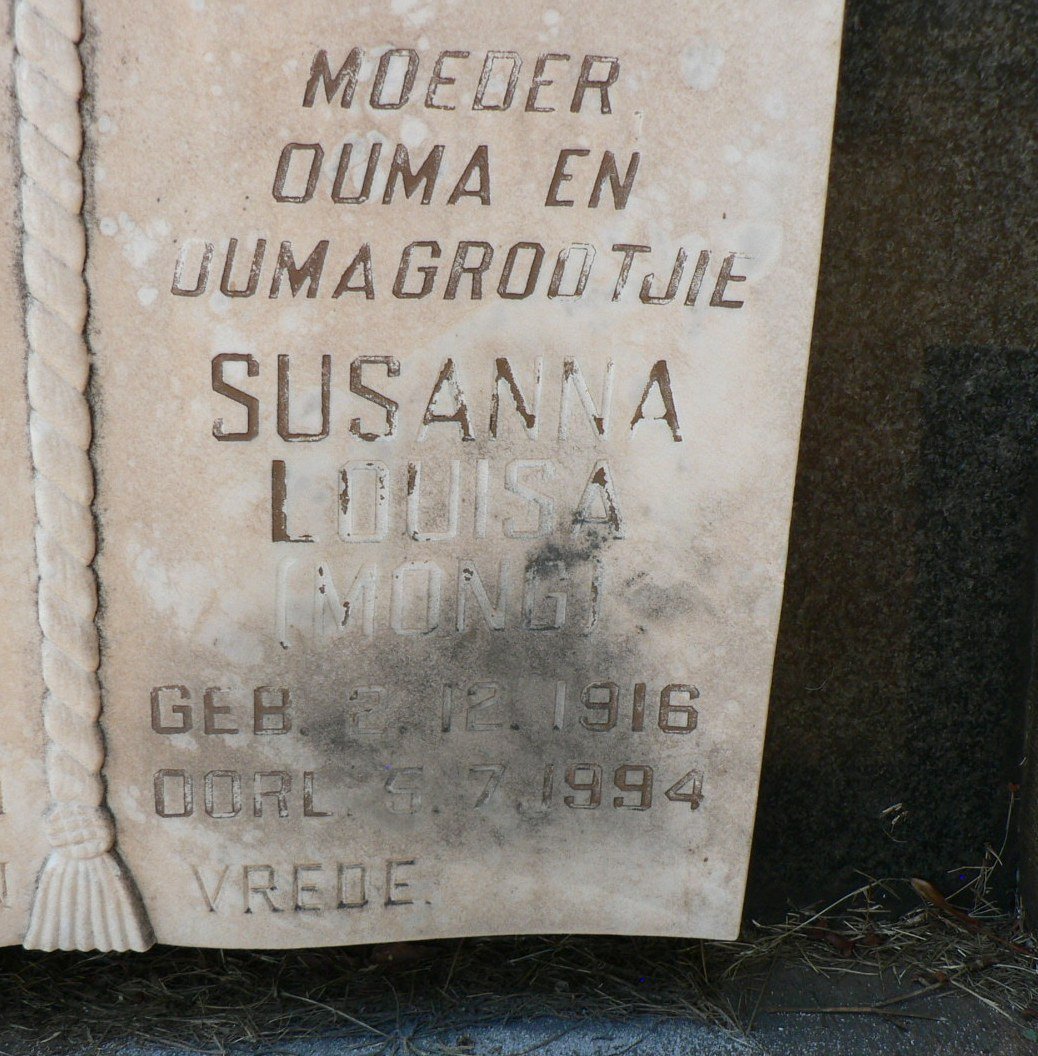 MOEDER,
OUMA EN
OUMAGROOTJIE
SUSANNA
LOUISA
(MONG)
GEB. 2. 12. 1916
OORL. 5. 7. 1994
VREDE.